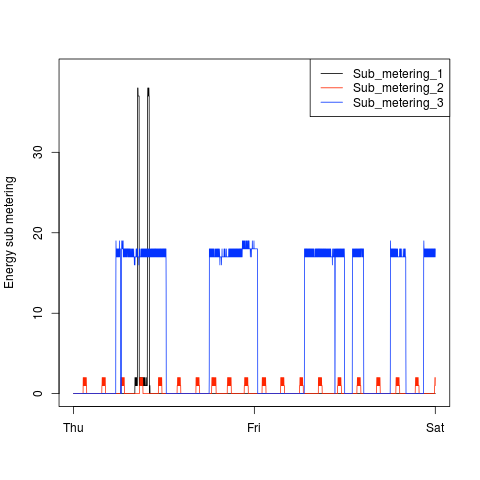 Sub_metering_1
Sub_metering_2
Sub_metering_3
Energy sub metering
30
20
10
0
Thu Fri Sat